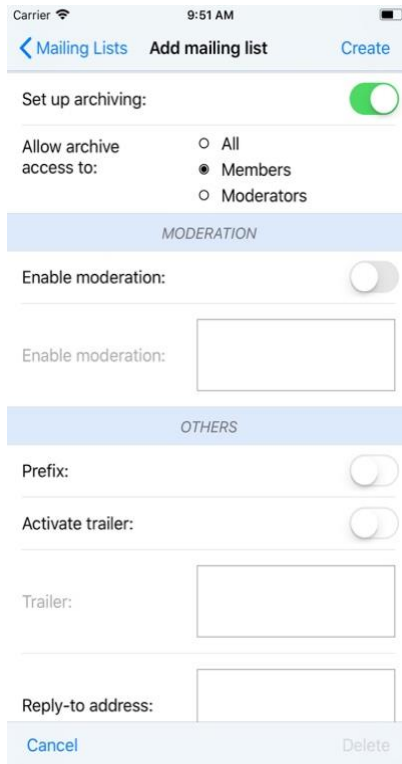 Carrier 9:51 AM
Mailing Lists Add mailing list Create
Set up archiving:
Allow archive
access to:
All
Members
Moderators
MODERATION
Enable moderation:
Enable moderation:
OTHERS
Prefix:
Activate trailer:
Trailer:
Reply-to address:
Cancel Delete